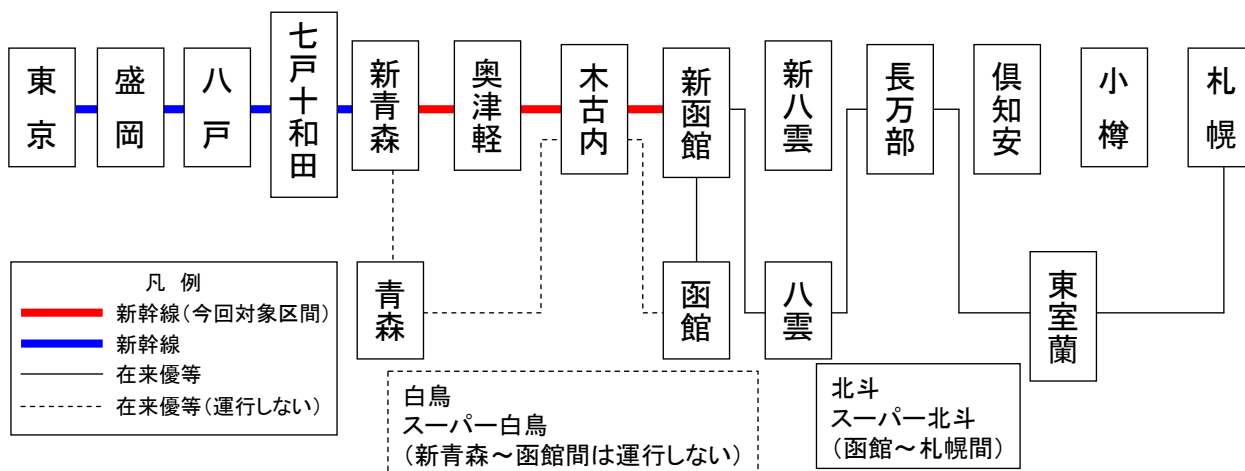 東京
盛岡
八戸
七戸十和田
新青森
奥津軽
木古内
新函館
新八雲
長万部
倶知安
小樽
札幌
青森
函館
八雲
東室蘭
凡 例
新幹線(今回対象区間)
新幹線
在来優等
在来優等(運行しない)
白鳥
スーパー白鳥
(新青森～函館間は運行しない)
北斗
スーパー北斗
(函館～札幌間)